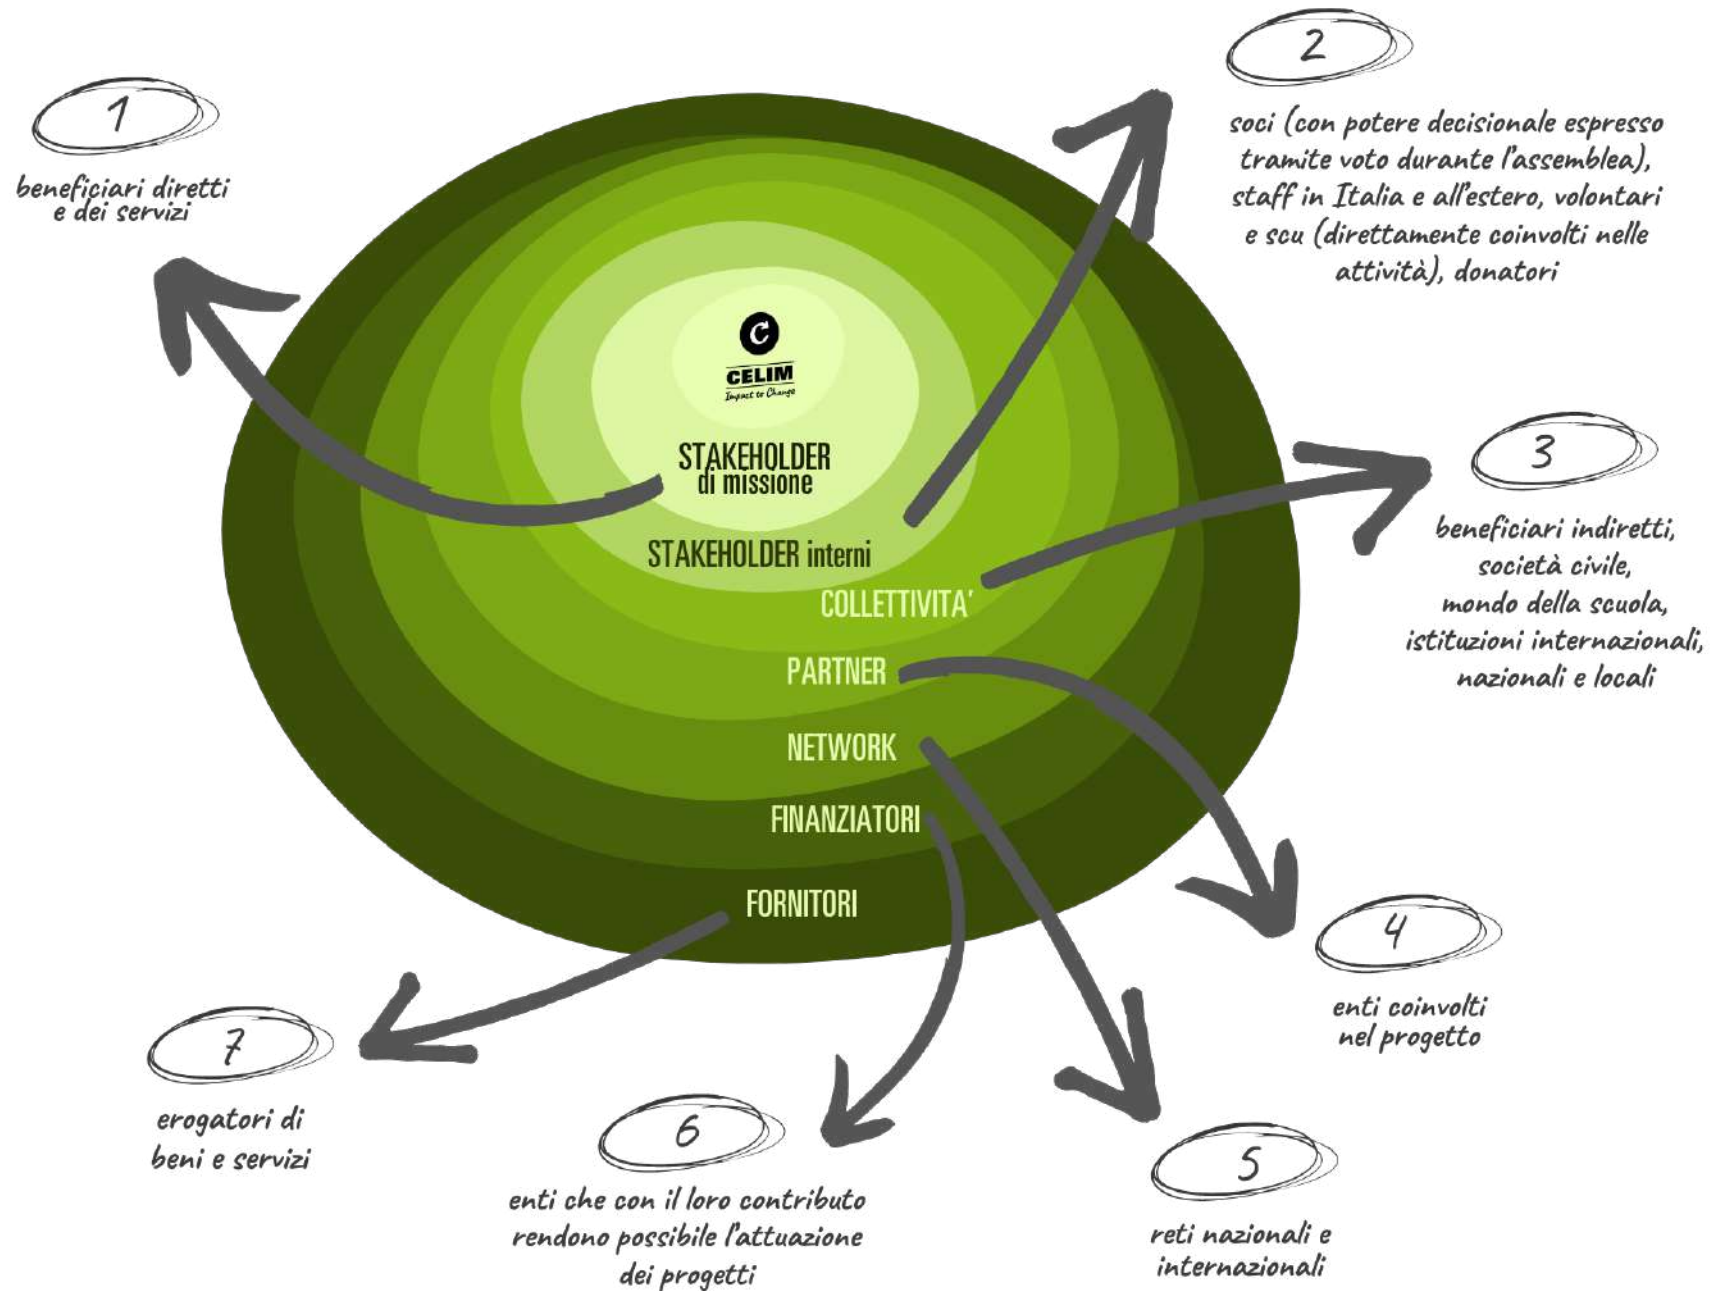 1
beneficiari diretti
e dei servizi
2
soci (con potere decisionale espresso
tramite voto durante l'assemblea),
staff in Italia e all'estero, volontari
e scu (direttamente coinvolti nelle
attività), donatori
C
CELIM
Impact to Change
STAKEHOLDER
di missione
STAKEHOLDER interni
COLLETTIVITA'
PARTNER
NETWORK
FINANZIATORI
FORNITORI
3
beneficiari indiretti,
società civile,
mondo della scuola,
istituzioni internazionali,
nazionali e locali
4
enti coinvolti
nel progetto
5
reti nazionali e
internazionali
6
enti che con il loro contributo
rendono possibile l'attuazione
dei progetti
7
erogatori di
beni e servizi